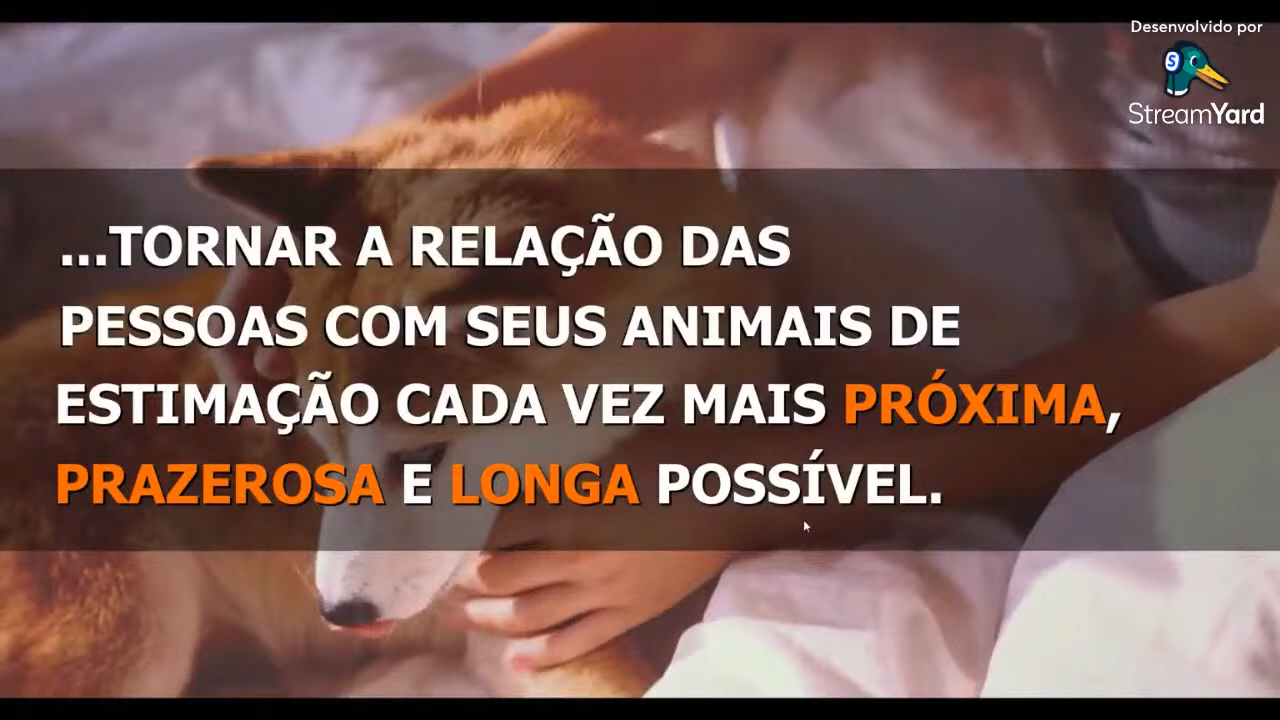 Desenvolvido por
StreamYard
...TORNAR A RELAÇÃO DAS
PESSOAS COM SEUS ANIMAIS DE
ESTIMAÇÃO CADA VEZ MAIS PRÓXIMA,
PRAZEROSA E LONGA POSSÍVEL.